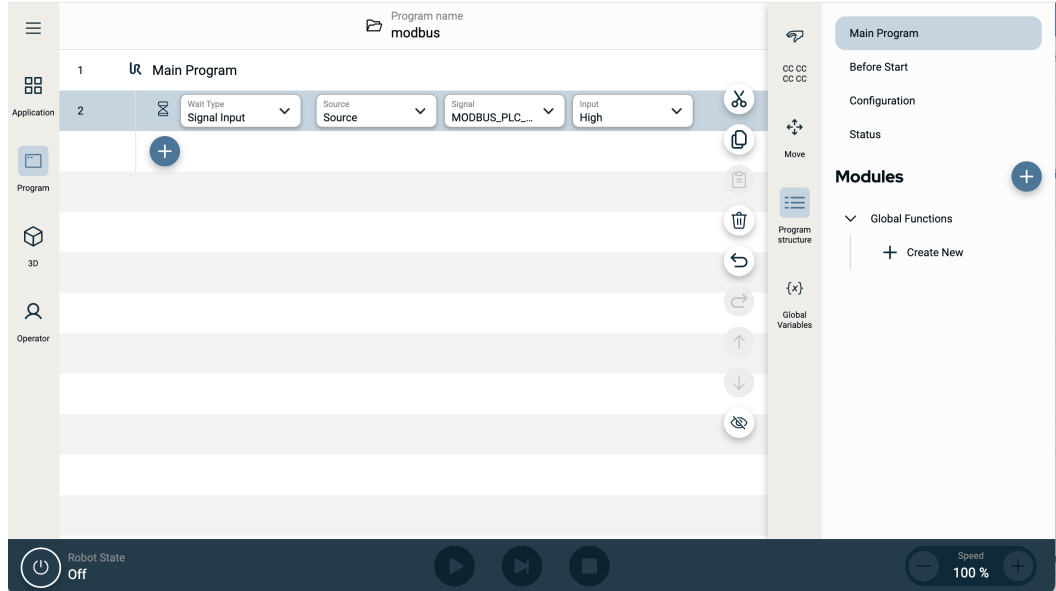 Program name
modbus
Application
Program
3D
Operator
1 UR Main Program
2
Wait Type
Signal Input
Source
Source
Signal
MODBUS_PLC_...
Input
High
CC CC
CC CC
Move
Program
structure
{x}
Global
Variables
Main Program
Before Start
Configuration
Status
Modules
Global Functions
Create New
Robot State
Off
Speed
100 %